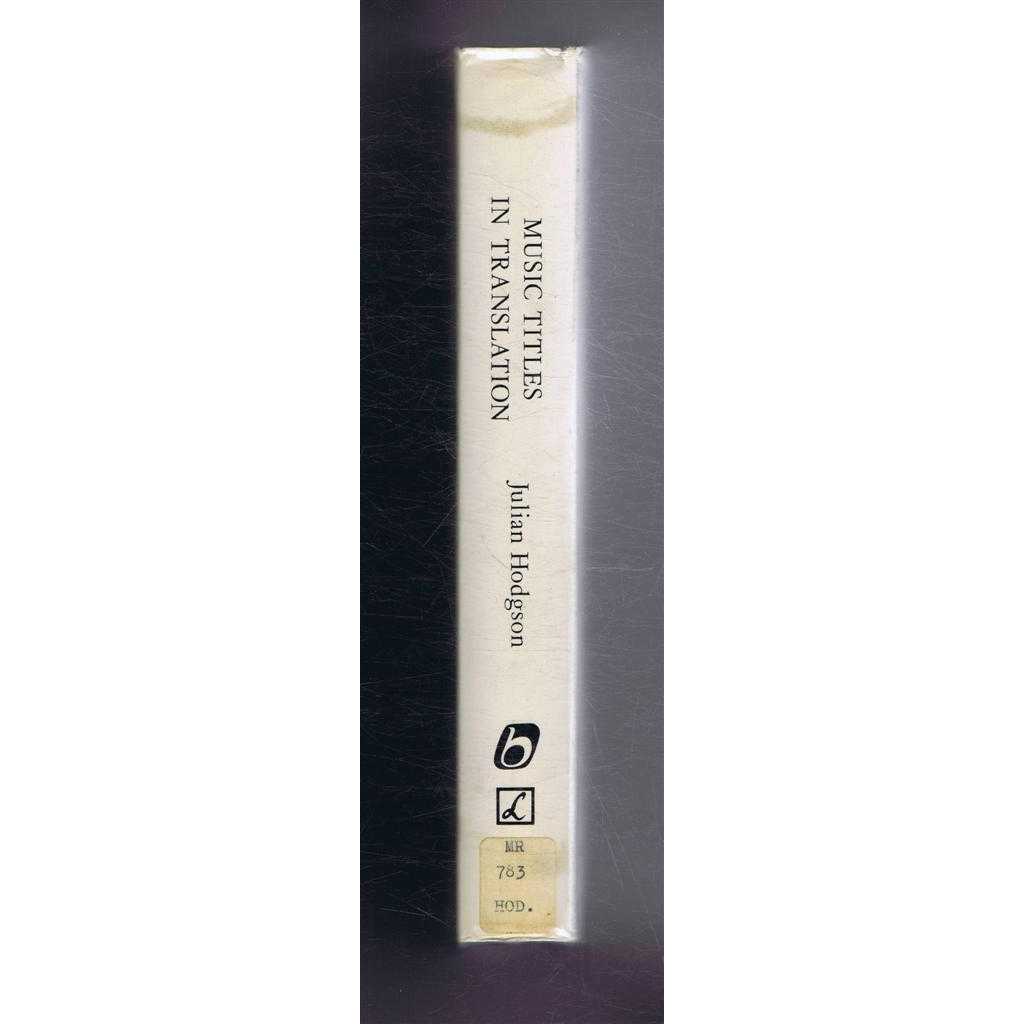 MUSIC TITLES
IN TRANSLATION
Julian Hodgson
b
L
MR
783
HOD.